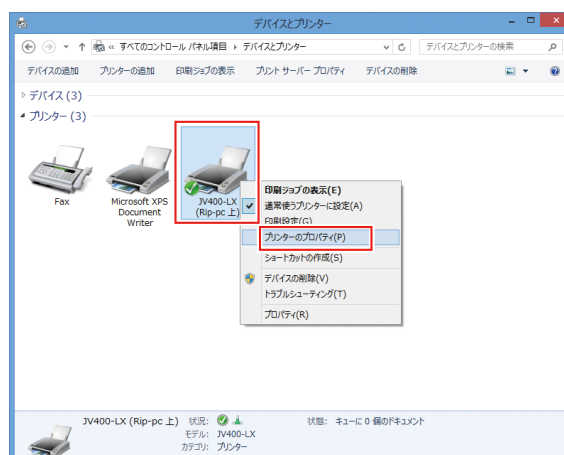 デバイスとプリンター
« すべてのコントロール パネル項目 ▸ デバイスとプリンター
デバイスとプリンターの検索
デバイスの追加 プリンターの追加 印刷ジョブの表示 プリント サーバー プロパティ デバイスの削除
デバイス (3)
プリンター (3)
Fax
Microsoft XPS
Document
Writer
JV400-LX
(Rip-pc 上)
印刷ジョブの表示(E)
通常使うプリンターに設定(A)
印刷設定(G)
プリンターのプロパティ(P)
ショートカットの作成(S)
デバイスの削除(V)
トラブルシューティング(T)
プロパティ(R)
JV400-LX (Rip-pc 上) 状況: 状態: キューに 0 個のドキュメント
モデル: JV400-LX
カテゴリ: プリンター